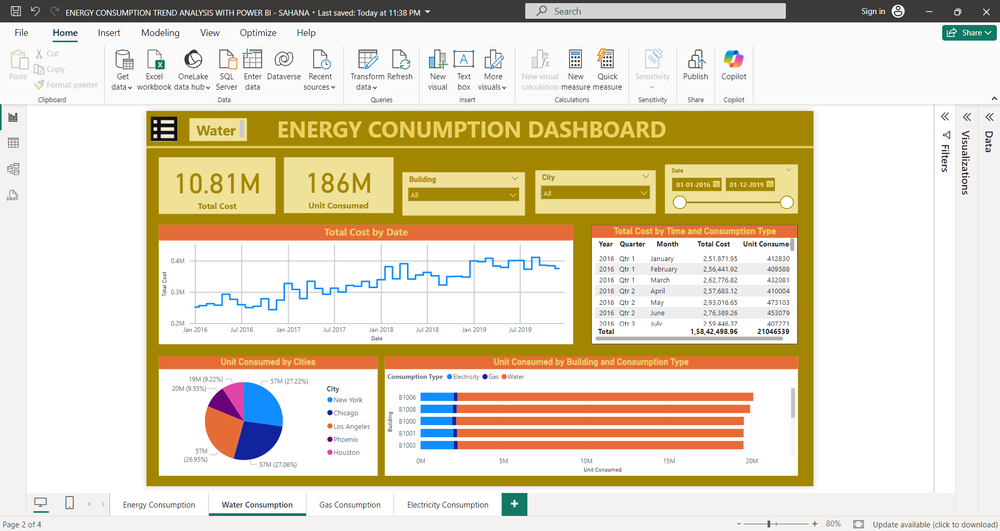 ENERGY CONSUMPTION TREND ANALYSIS WITH POWER BI - SAHANA • Last saved: Today at 11:38 PM
Search
Sign in
File Home Insert Modeling View Optimize Help
Share
Paste
Cut
Copy
Format painter
Clipboard
Get data
Excel workbook
OneLake data hub
SQL Server
Enter data
Dataverse
Recent sources
Data
Transform data
Refresh
Queries
New visual
Text box
More visuals
Insert
New visual calculation
New measure
Quick measure
Calculations
Sensitivity
Sensitivity
Publish
Share
Copilot
Copilot
DAX
Water
ENERGY CONUMPTION DASHBOARD
10.81M
Total Cost
186M
Unit Consumed
Building
All
City
All
Date
01-01-2016 01-12-2019
Total Cost by Date
Total Cost
0.4M
0.3M
0.2M
Jan 2016 Jul 2016 Jan 2017 Jul 2017 Jan 2018 Jul 2018 Jan 2019 Jul 2019
Date
Total Cost by Time and Consumption Type
Year Quarter Month Total Cost Unit Consume
2016 Qtr 1 January 2,51,871.95 412830
2016 Qtr 1 February 2,56,441.92 409588
2016 Qtr 1 March 2,62,776.82 432081
2016 Qtr 2 April 2,57,683.12 410004
2016 Qtr 2 May 2,93,016.65 473103
2016 Qtr 2 June 2,76,389.26 453079
2016 Qtr 3 July 2,59,446.37 407271
Total 1,58,42,498.96 21046539
Unit Consumed by Cities
19M (9.22%)
20M (9.55%)
57M (27.22%)
57M (26.95%)
57M (27.06%)
City
New York
Chicago
Los Angeles
Phoenix
Houston
Unit Consumed by Building and Consumption Type
Consumption Type Electricity Gas Water
Building
B1006
B1008
B1000
B1001
B1003
0M 5M 10M 15M 20M
Unit Consumed
Filters
Visualizations
Data
Energy Consumption Water Consumption Gas Consumption Electricity Consumption +
Page 2 of 4
- + 80%
Update available (click to download)